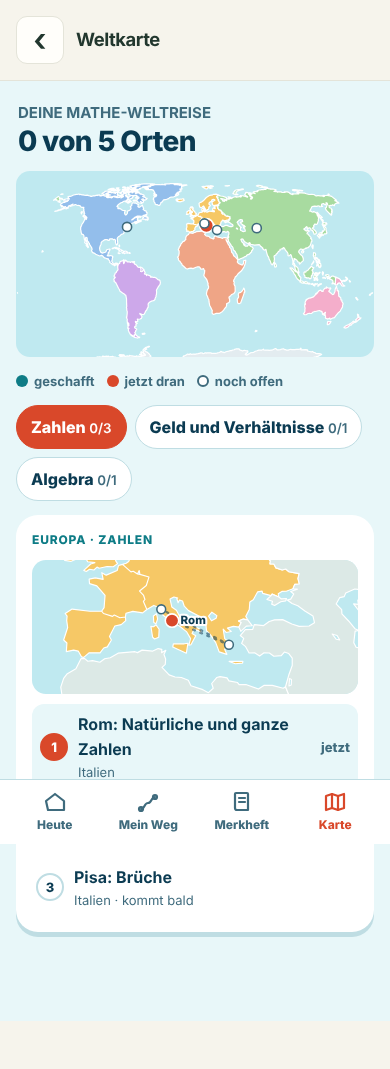 Weltkarte
DEINE MATHE-WELTREISE
0 von 5 Orten
geschafft jetzt dran noch offen
Zahlen 0/3 Geld und Verhältnisse 0/1
Algebra 0/1
EUROPA · ZAHLEN
Rom
Rom: Natürliche und ganze
Zahlen
1 jetzt
Italien
Heute Mein Weg Merkheft Karte
Pisa: Brüche
3
Italien · kommt bald